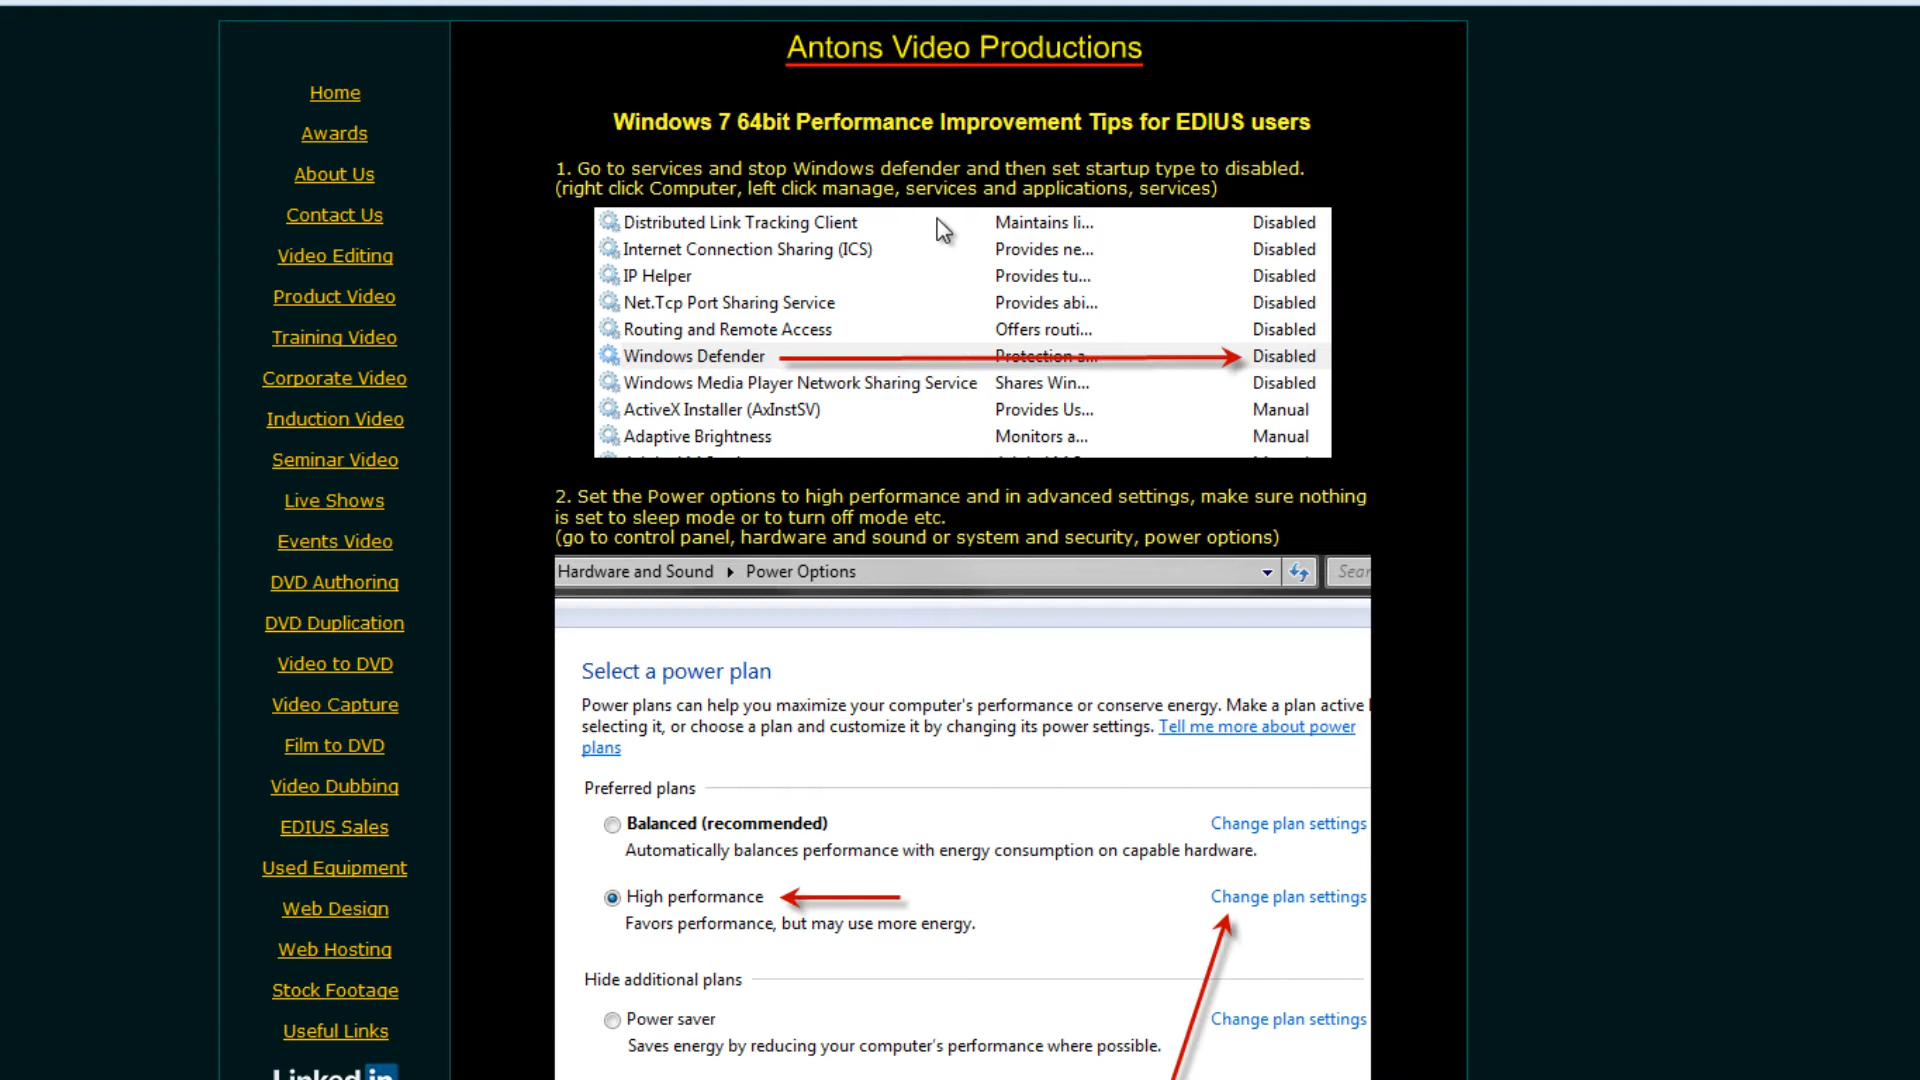 Antons Video Productions
Home
Awards
About Us
Contact Us
Video Editing
Product Video
Training Video
Corporate Video
Induction Video
Seminar Video
Live Shows
Events Video
DVD Authoring
DVD Duplication
Video to DVD
Video Capture
Film to DVD
Video Dubbing
EDIUS Sales
Used Equipment
Web Design
Web Hosting
Stock Footage
Useful Links
Linked in
Windows 7 64bit Performance Improvement Tips for EDIUS users
1. Go to services and stop Windows defender and then set startup type to disabled.
(right click Computer, left click manage, services and applications, services)
Distributed Link Tracking Client Maintains li... Disabled
Internet Connection Sharing (ICS) Provides ne... Disabled
IP Helper Provides tu... Disabled
Net.Tcp Port Sharing Service Provides abi... Disabled
Routing and Remote Access Offers routi... Disabled
Windows Defender Protection a... Disabled
Windows Media Player Network Sharing Service Shares Win... Disabled
ActiveX Installer (AxInstSV) Provides Us... Manual
Adaptive Brightness Monitors a... Manual
2. Set the Power options to high performance and in advanced settings, make sure nothing
is set to sleep mode or to turn off mode etc.
(go to control panel, hardware and sound or system and security, power options)
Hardware and Sound Power Options Sear
Select a power plan
Power plans can help you maximize your computer's performance or conserve energy. Make a plan active
selecting it, or choose a plan and customize it by changing its power settings. Tell me more about power
plans
Preferred plans
Balanced (recommended) Change plan settings
Automatically balances performance with energy consumption on capable hardware.
High performance Change plan settings
Favors performance, but may use more energy.
Hide additional plans
Power saver Change plan settings
Saves energy by reducing your computer's performance where possible.